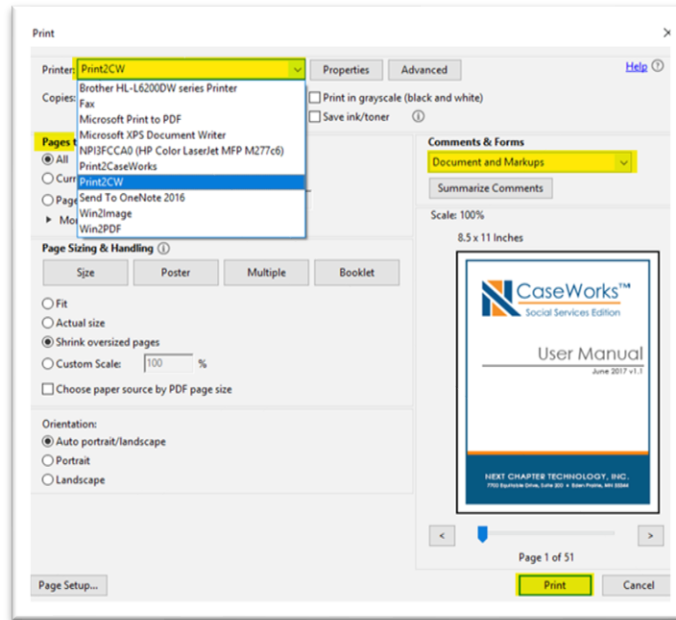 Print
Printer: Print2CW Properties Advanced Help
Copies: Print in grayscale (black and white)
Save ink/toner
Brother HL-L6200DW series Printer
Fax
Microsoft Print to PDF
Microsoft XPS Document Writer
NPI3FCCA0 (HP Color LaserJet MFP M277c6)
Print2CaseWorks
Print2CW
Send To OneNote 2016
Win2Image
Win2PDF
Pages t
All
Curr
Page
Mo
Comments & Forms
Document and Markups
Summarize Comments
Scale: 100%
8.5 x 11 Inches
Page Sizing & Handling
Size Poster Multiple Booklet
Fit
Actual size
Shrink oversized pages
Custom Scale: 100 %
Choose paper source by PDF page size
Orientation:
Auto portrait/landscape
Portrait
Landscape
CaseWorks™
Social Services Edition
User Manual
June 2017 v1.1
NEXT CHAPTER TECHNOLOGY, INC.
< >
Page 1 of 51
Page Setup... Print Cancel